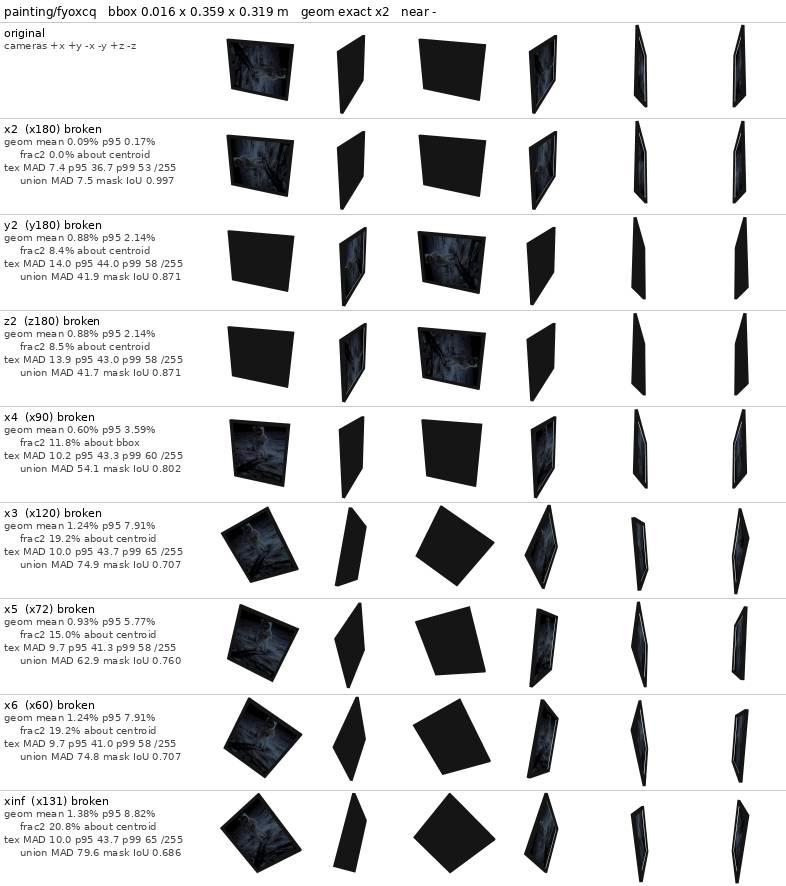 painting/fyoxcq   bbox 0.016 x 0.359 x 0.319 m   geom exact x2   near -
original
cameras +x +y -x -y +z -z
x2  (x180) broken
geom mean 0.09% p95 0.17%
frac2 0.0% about centroid
tex MAD 7.4 p95 36.7 p99 53 /255
union MAD 7.5 mask IoU 0.997
y2  (y180) broken
geom mean 0.88% p95 2.14%
frac2 8.4% about centroid
tex MAD 14.0 p95 44.0 p99 58 /255
union MAD 41.9 mask IoU 0.871
z2  (z180) broken
geom mean 0.88% p95 2.14%
frac2 8.5% about centroid
tex MAD 13.9 p95 43.0 p99 58 /255
union MAD 41.7 mask IoU 0.871
x4  (x90) broken
geom mean 0.60% p95 3.59%
frac2 11.8% about bbox
tex MAD 10.2 p95 43.3 p99 60 /255
union MAD 54.1 mask IoU 0.802
x3  (x120) broken
geom mean 1.24% p95 7.91%
frac2 19.2% about centroid
tex MAD 10.0 p95 43.7 p99 65 /255
union MAD 74.9 mask IoU 0.707
x5  (x72) broken
geom mean 0.93% p95 5.77%
frac2 15.0% about centroid
tex MAD 9.7 p95 41.3 p99 58 /255
union MAD 62.9 mask IoU 0.760
x6  (x60) broken
geom mean 1.24% p95 7.91%
frac2 19.2% about centroid
tex MAD 9.7 p95 41.0 p99 58 /255
union MAD 74.8 mask IoU 0.707
xinf  (x131) broken
geom mean 1.38% p95 8.82%
frac2 20.8% about centroid
tex MAD 10.0 p95 43.7 p99 65 /255
union MAD 79.6 mask IoU 0.686